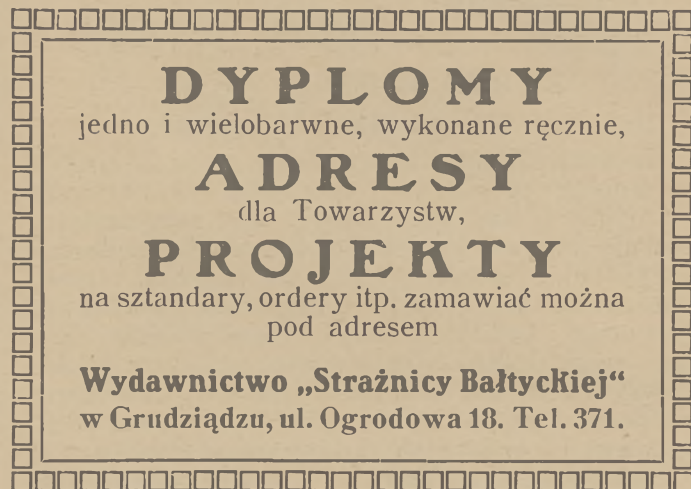 DYPLOMY
jedno i wielobarwne, wykonane ręcznie,
ADRESY
dla Towarzystw,
PROJEKTY
na sztandary, ordery itp. zamawiać można
pod adresem
Wydawnictwo „Strażnicy Bałtyckiej“
w Grudziądzu, ul. Ogrodowa 18. Tel. 371.